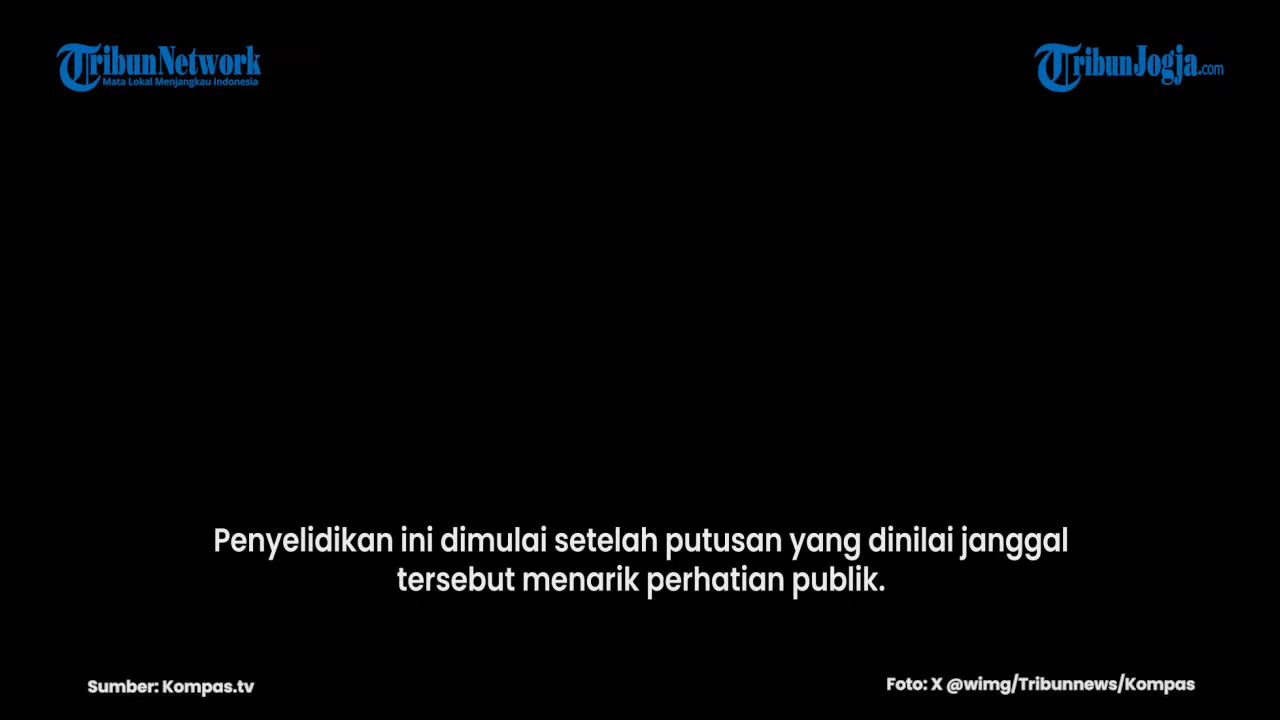 TribunNetwork
Mata Lokal Menjangkau Indonesia
TribunJogja.com
Penyelidikan ini dimulai setelah putusan yang dinilai janggal
tersebut menarik perhatian publik.
Sumber: Kompas.tv
Foto: X @wimg/Tribunnews/Kompas